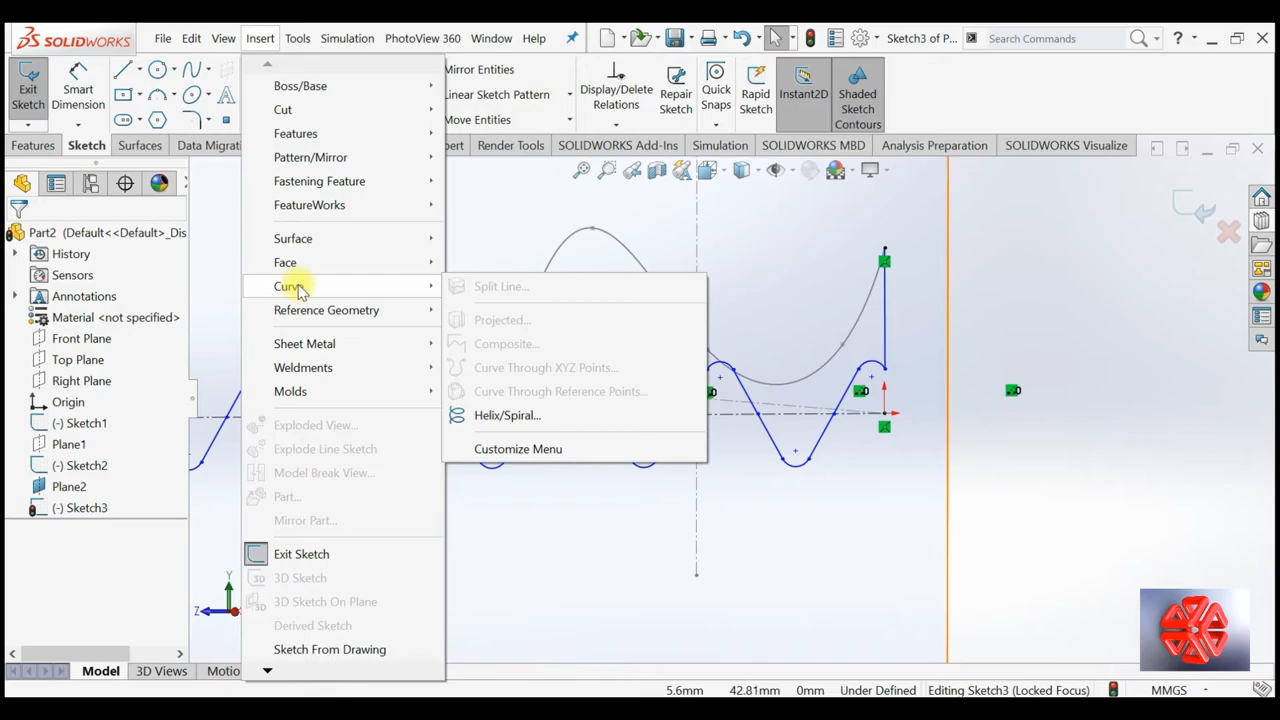 SOLIDWORKS File Edit View Insert Tools Simulation PhotoView 360 Window Help Sketch3 of P... Search Commands ?
Exit Sketch
Smart Dimension
Mirror Entities
Linear Sketch Pattern
Move Entities
Display/Delete Relations
Repair Sketch
Quick Snaps
Rapid Sketch
Instant2D
Shaded Sketch Contours
Features Sketch Surfaces Data Migrati pert Render Tools SOLIDWORKS Add-Ins Simulation SOLIDWORKS MBD Analysis Preparation SOLIDWORKS Visualize
Part2 (Default<<Default>_Dis
History
Sensors
Annotations
Material <not specified>
Front Plane
Top Plane
Right Plane
Origin
(-) Sketch1
Plane1
(-) Sketch2
Plane2
(-) Sketch3
Boss/Base
Cut
Features
Pattern/Mirror
Fastening Feature
FeatureWorks
Surface
Face
Curve
Reference Geometry
Sheet Metal
Weldments
Molds
Exploded View...
Explode Line Sketch
Model Break View...
Part...
Mirror Part...
Exit Sketch
3D Sketch
3D Sketch On Plane
Derived Sketch
Sketch From Drawing
Split Line...
Projected...
Composite...
Curve Through XYZ Points...
Curve Through Reference Points...
Helix/Spiral...
Customize Menu
Y
Z
Model 3D Views Motio
5.6mm 42.81mm 0mm Under Defined Editing Sketch3 (Locked Focus) MMGS